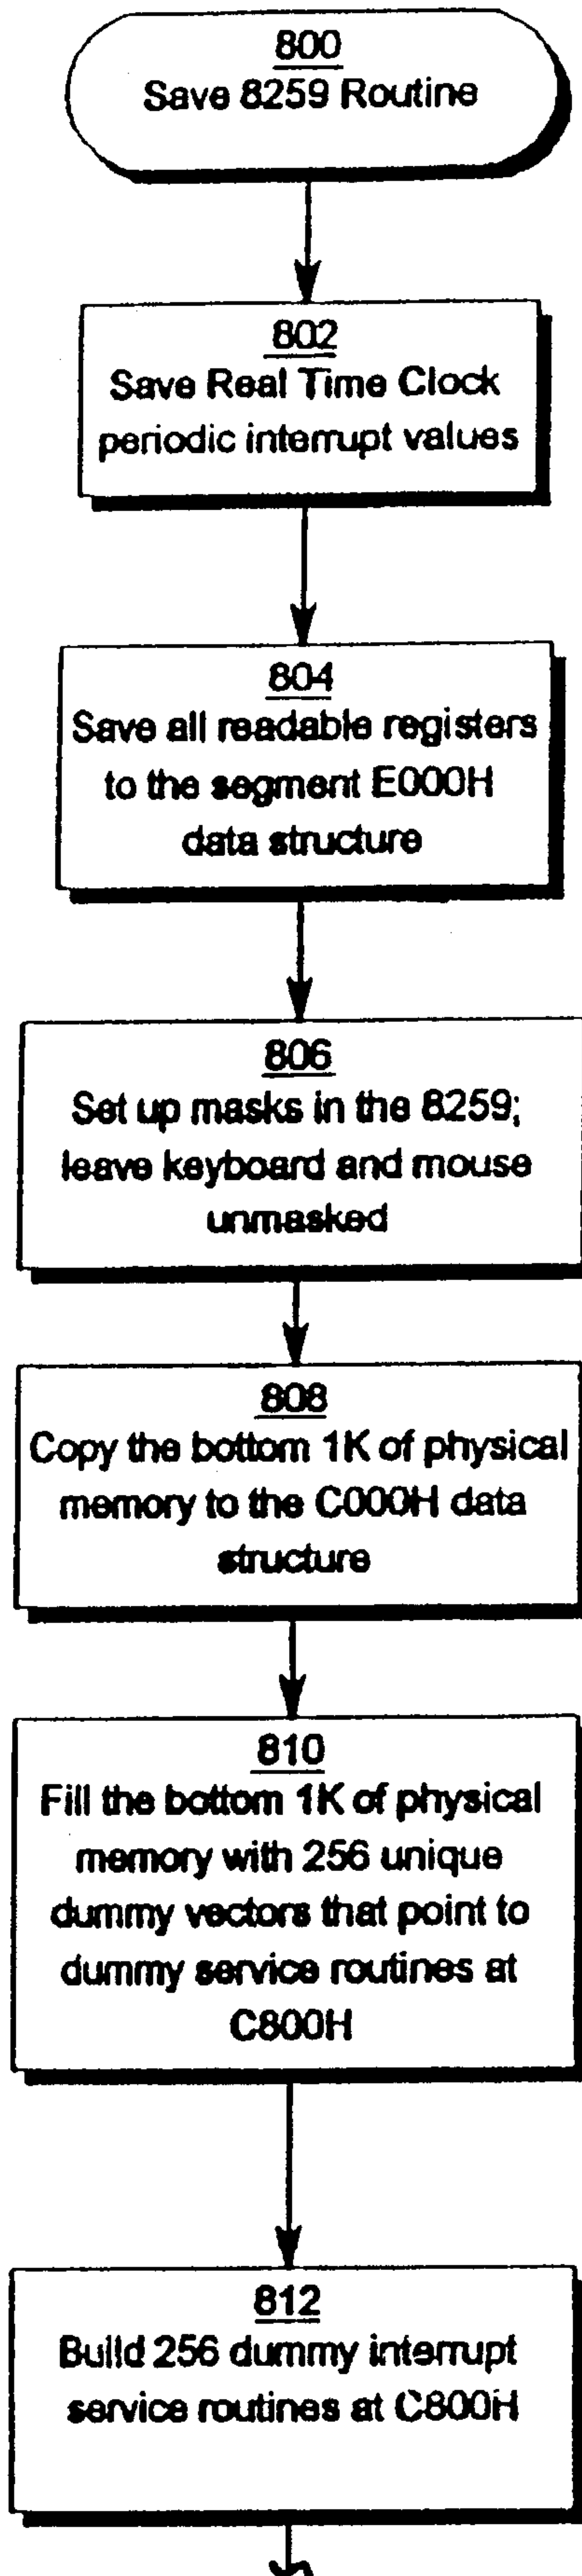 800
Save 8259 Routine
802
Save Real Time Clock
periodic interrupt values
804
Save all readable registers
to the segment E000H
data structure
806
Set up masks in the 8259;
leave keyboard and mouse
unmasked
808
Copy the bottom 1K of physical
memory to the C000H data
structure
810
Fill the bottom 1K of physical
memory with 256 unique
dummy vectors that point to
dummy service routines at
C800H
812
Build 256 dummy interrupt
service routines at C800H